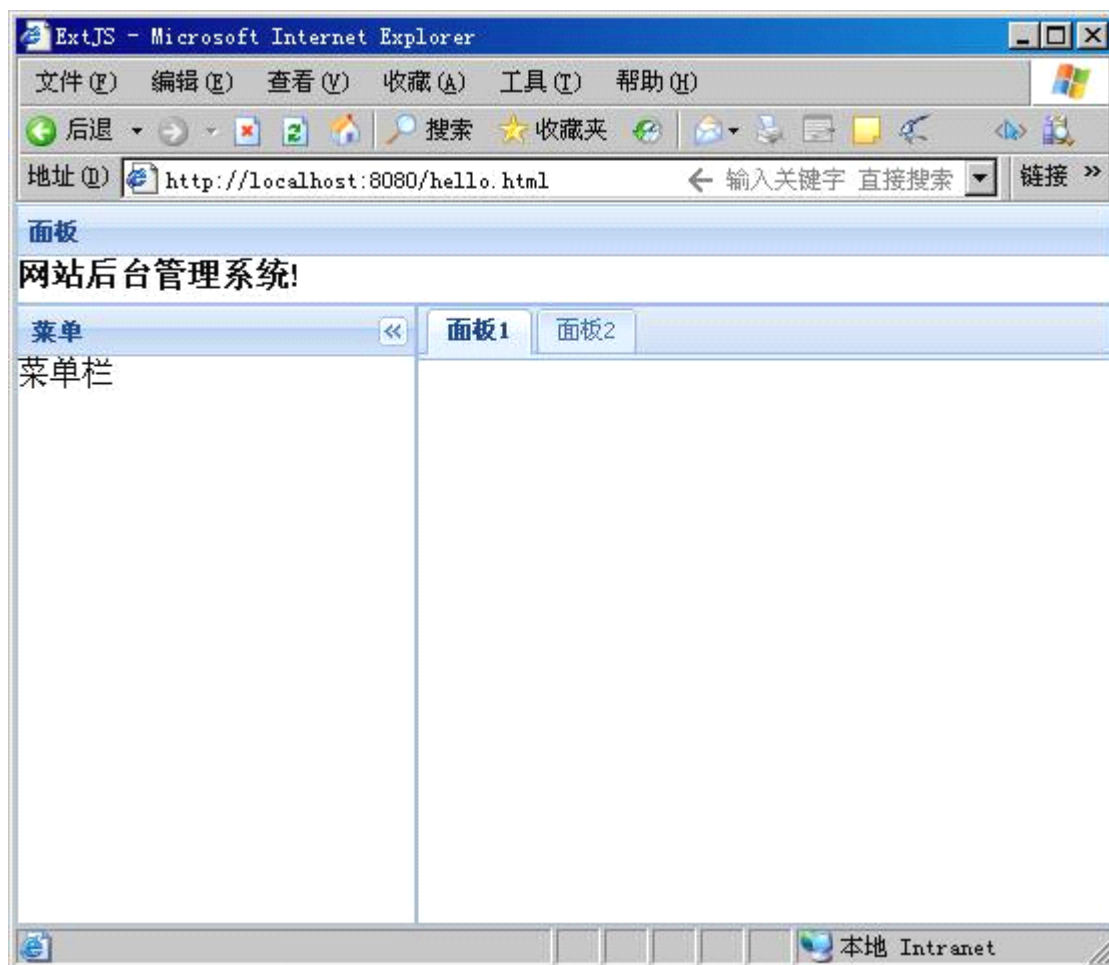 ExtJS - Microsoft Internet Explorer
文件(F) 编辑(E) 查看(V) 收藏(A) 工具(T) 帮助(H)
后退 搜索 收藏夹
地址(D) http://localhost:8080/hello.html 输入关键字 直接搜索 链接 »
面板
网站后台管理系统!
菜单 面板1 面板2
菜单栏
本地 Intranet